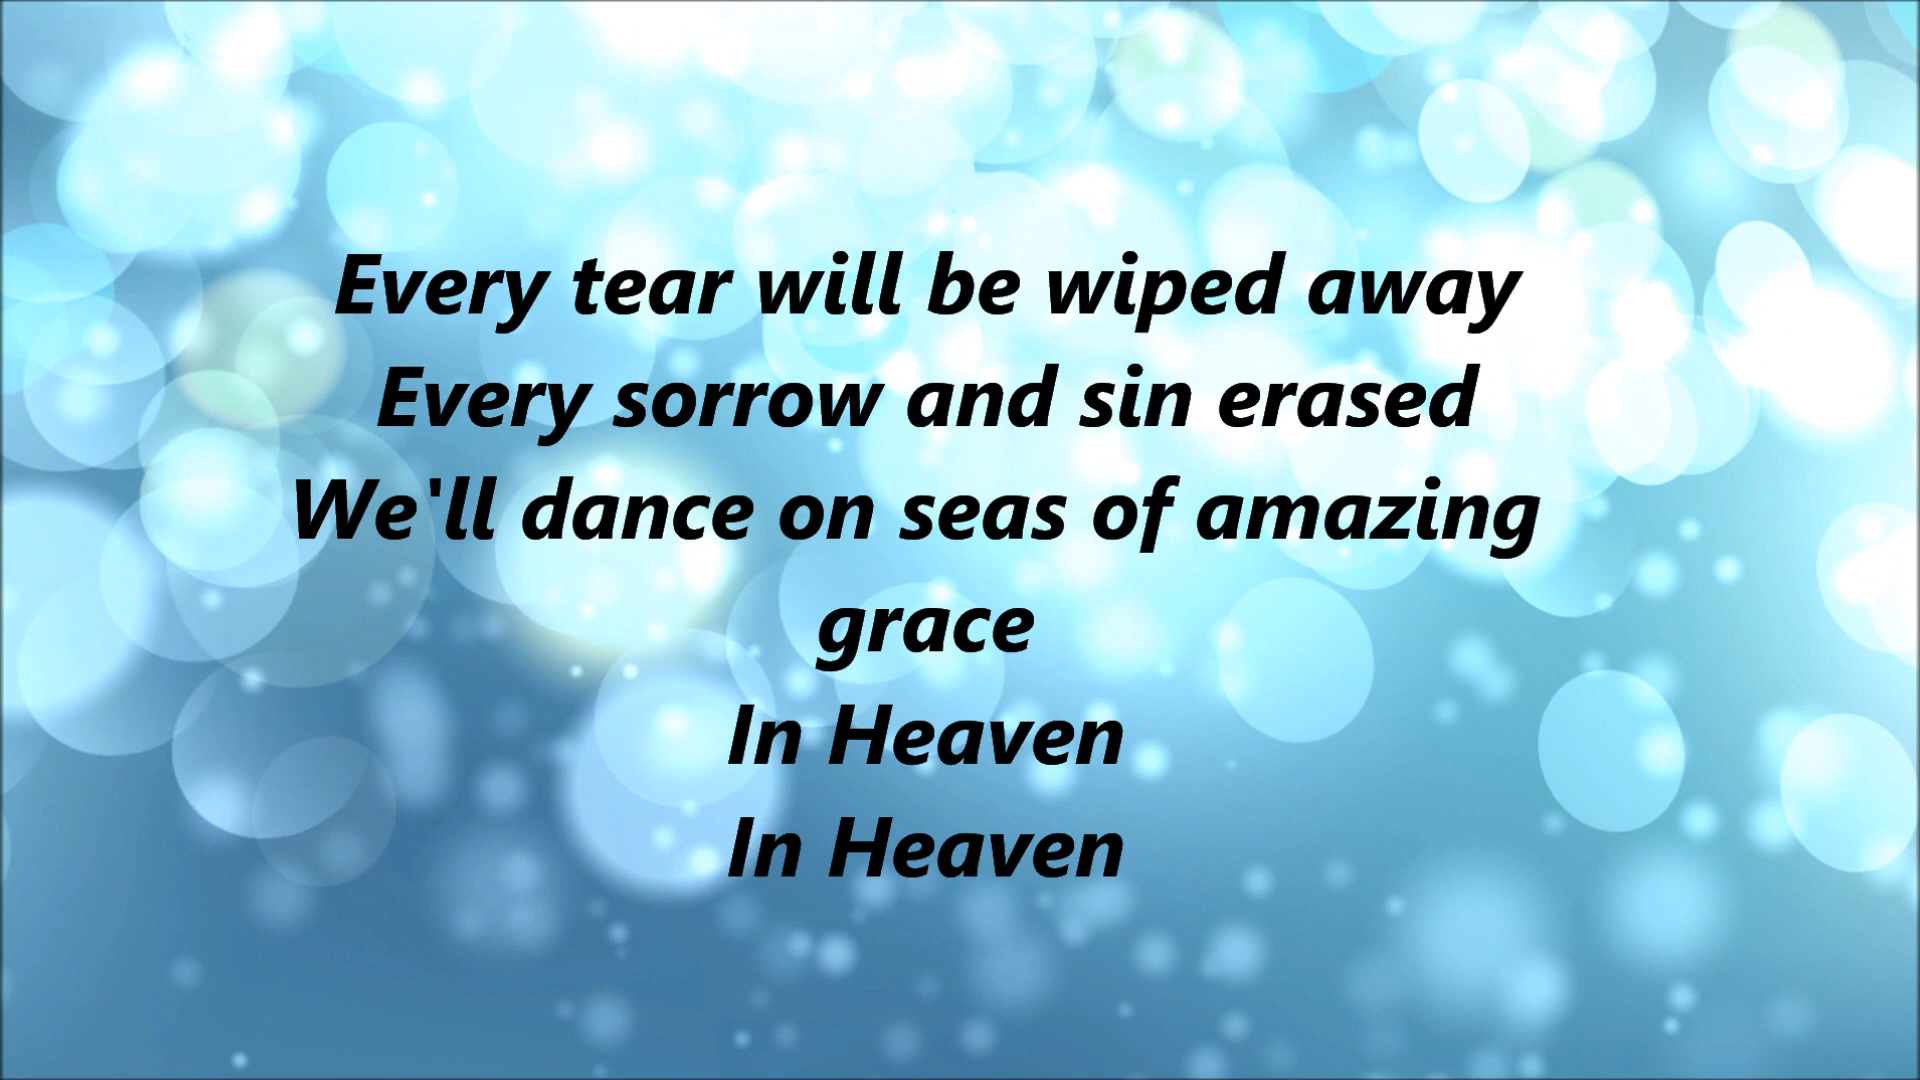 Every tear will be wiped away
Every sorrow and sin erased
We'll dance on seas of amazing
grace
In Heaven
In Heaven